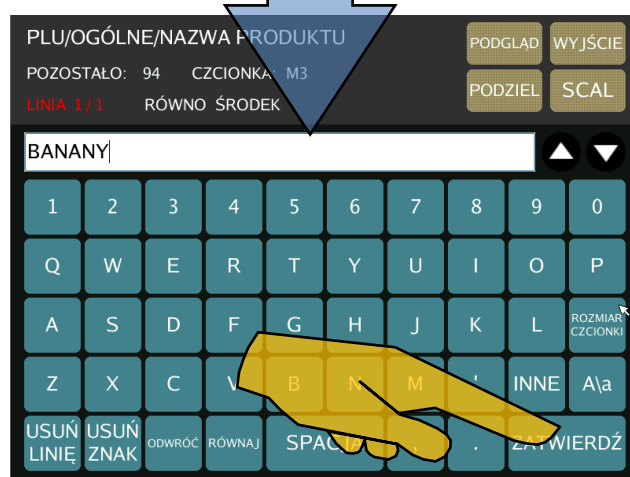 PLU/OGÓLNE/NAZWA PRODUKTU
PODGLĄD WYJŚCIE
POZOSTAŁO: 94 CZCIONKA: M3
LINIA 1/1 RÓWNO ŚRODEK
PODZIEL SCAL
BANANY
1 2 3 4 5 6 7 8 9 0
Q W E R T Y U I O P
A S D F G H J K L ROZMIAR CZCIONKI
Z X C V B N M ' INNE A\a
USUŃ LINIĘ USUŃ ZNAK ODWRÓĆ RÓWNAJ SPACJA , . ZATWIERDŹ